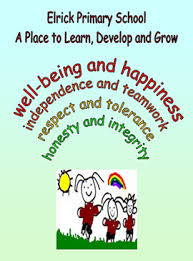 Elrick Primary School
A Place to Learn, Develop and Grow
well-being and happiness
independence and teamwork
respect and tolerance
honesty and integrity